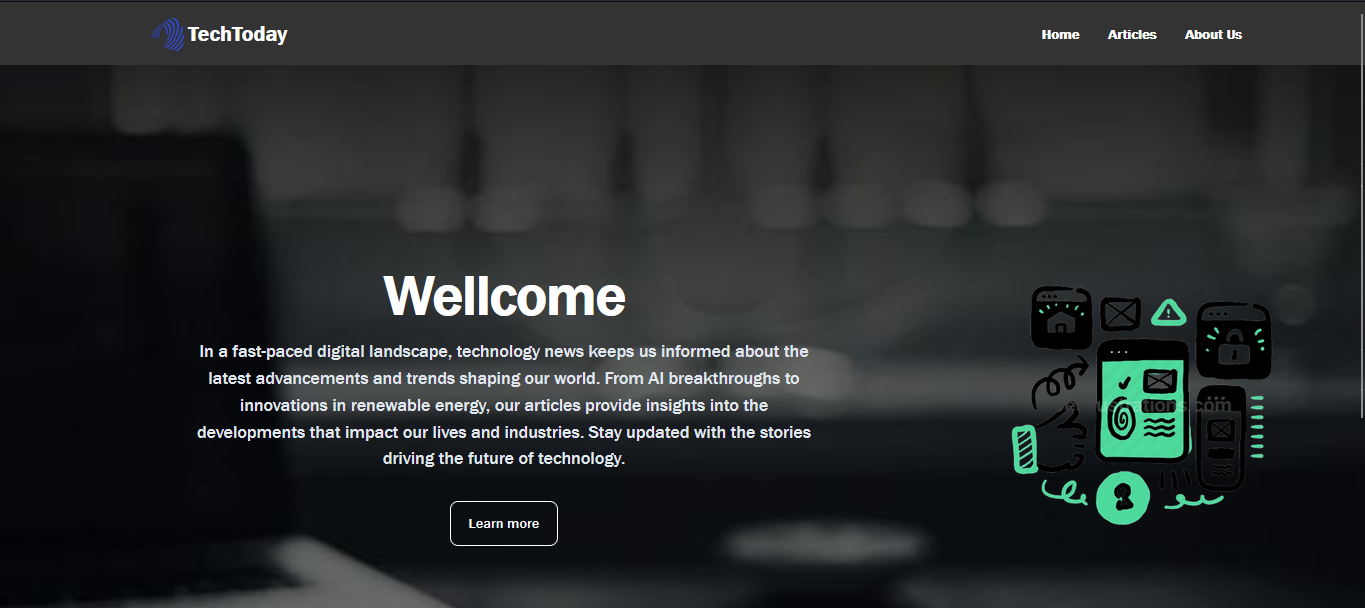 TechToday
Home Articles About Us
Wellcome
In a fast-paced digital landscape, technology news keeps us informed about the
latest advancements and trends shaping our world. From AI breakthroughs to
innovations in renewable energy, our articles provide insights into the
developments that impact our lives and industries. Stay updated with the stories
driving the future of technology.
Learn more